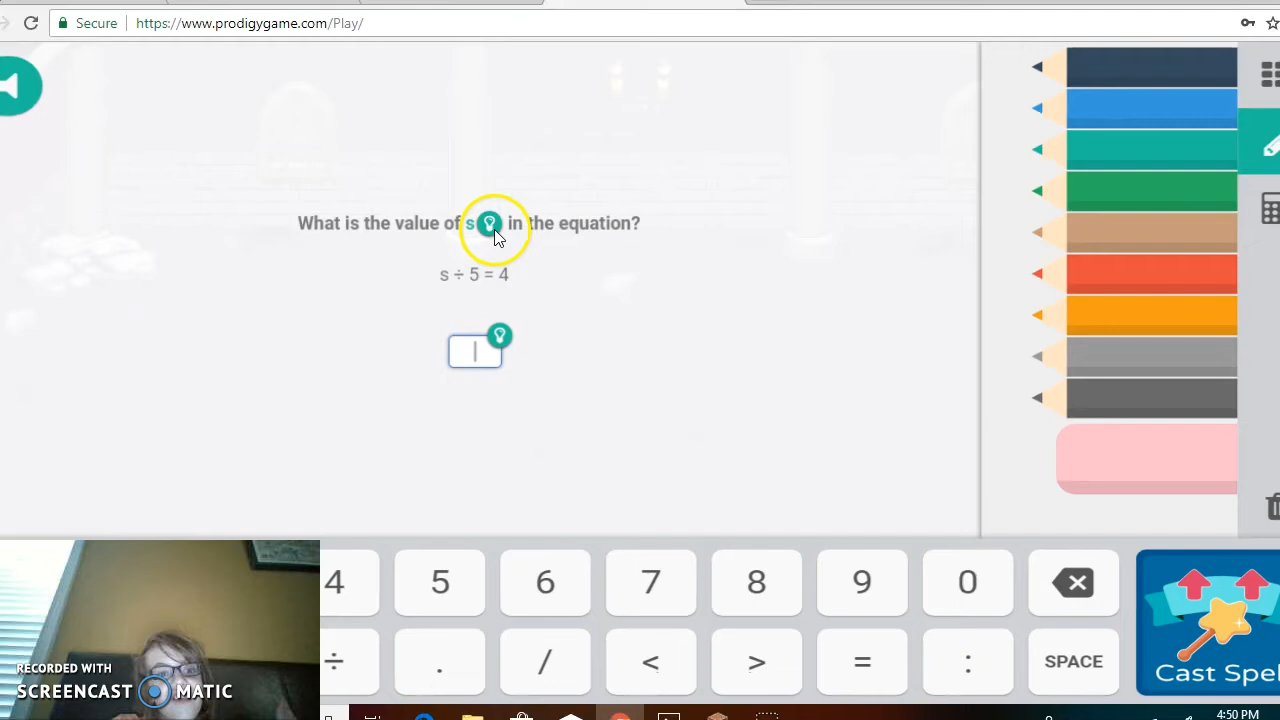 Secure https://www.prodigygame.com/Play/
What is the value of s in the equation?
s ÷ 5 = 4
4 5 6 7 8 9 0
÷ . / < > = : SPACE
Cast Spel
RECORDED WITH
SCREENCAST MATIC
4:50 PM